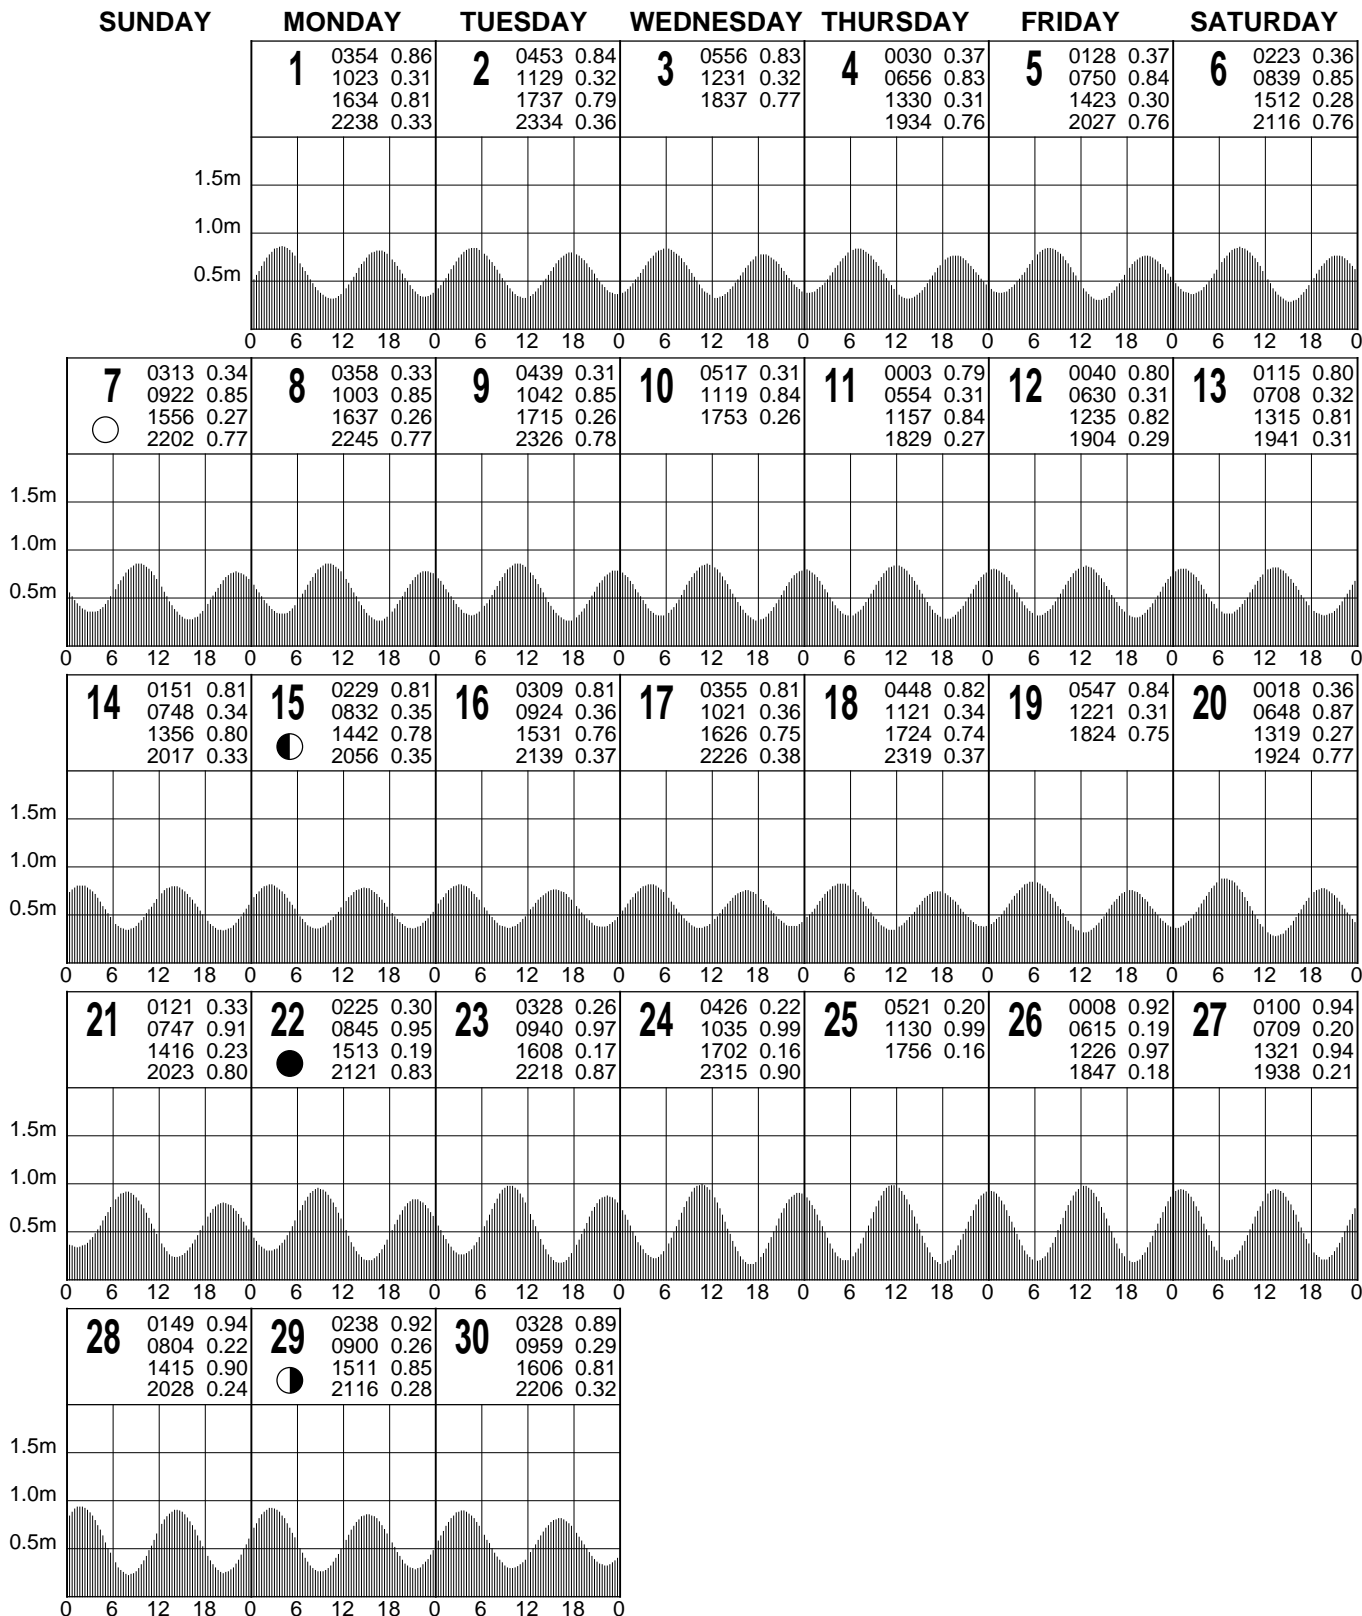 SUNDAY MONDAY TUESDAY WEDNESDAY THURSDAY FRIDAY SATURDAY
1 0354 0.86 2 0453 0.84 3 0556 0.83 4 0030 0.37 5 0128 0.37 6 0223 0.36
1023 0.31 1129 0.32 1231 0.32 0656 0.83 0750 0.84 0839 0.85
1634 0.81 1737 0.79 1837 0.77 1330 0.31 1423 0.30 1512 0.28
2238 0.33 2334 0.36 1934 0.76 2027 0.76 2116 0.76
1.5m
1.0m
0.5m
0 6 12 18 0 6 12 18 0 6 12 18 0 6 12 18 0 6 12 18 0 6 12 18 0
7 0313 0.34 8 0358 0.33 9 0439 0.31 10 0517 0.31 11 0003 0.79 12 0040 0.80 13 0115 0.80
0922 0.85 1003 0.85 1042 0.85 1119 0.84 0554 0.31 0630 0.31 0708 0.32
1556 0.27 1637 0.26 1715 0.26 1753 0.26 1157 0.84 1235 0.82 1315 0.81
2202 0.77 2245 0.77 2326 0.78 1829 0.27 1904 0.29 1941 0.31
1.5m
1.0m
0.5m
0 6 12 18 0 6 12 18 0 6 12 18 0 6 12 18 0 6 12 18 0 6 12 18 0 6 12 18 0
14 0151 0.81 15 0229 0.81 16 0309 0.81 17 0355 0.81 18 0448 0.82 19 0547 0.84 20 0018 0.36
0748 0.34 0832 0.35 0924 0.36 1021 0.36 1121 0.34 1221 0.31 0648 0.87
1356 0.80 1442 0.78 1531 0.76 1626 0.75 1724 0.74 1824 0.75 1319 0.27
2017 0.33 2056 0.35 2139 0.37 2226 0.38 2319 0.37 1924 0.77
1.5m
1.0m
0.5m
0 6 12 18 0 6 12 18 0 6 12 18 0 6 12 18 0 6 12 18 0 6 12 18 0 6 12 18 0
21 0121 0.33 22 0225 0.30 23 0328 0.26 24 0426 0.22 25 0521 0.20 26 0008 0.92 27 0100 0.94
0747 0.91 0845 0.95 0940 0.97 1035 0.99 1130 0.99 0615 0.19 0709 0.20
1416 0.23 1513 0.19 1608 0.17 1702 0.16 1756 0.16 1226 0.97 1321 0.94
2023 0.80 2121 0.83 2218 0.87 2315 0.90 1847 0.18 1938 0.21
1.5m
1.0m
0.5m
0 6 12 18 0 6 12 18 0 6 12 18 0 6 12 18 0 6 12 18 0 6 12 18 0 6 12 18 0
28 0149 0.94 29 0238 0.92 30 0328 0.89
0804 0.22 0900 0.26 0959 0.29
1415 0.90 1511 0.85 1606 0.81
2028 0.24 2116 0.28 2206 0.32
1.5m
1.0m
0.5m
0 6 12 18 0 6 12 18 0 6 12 18 0